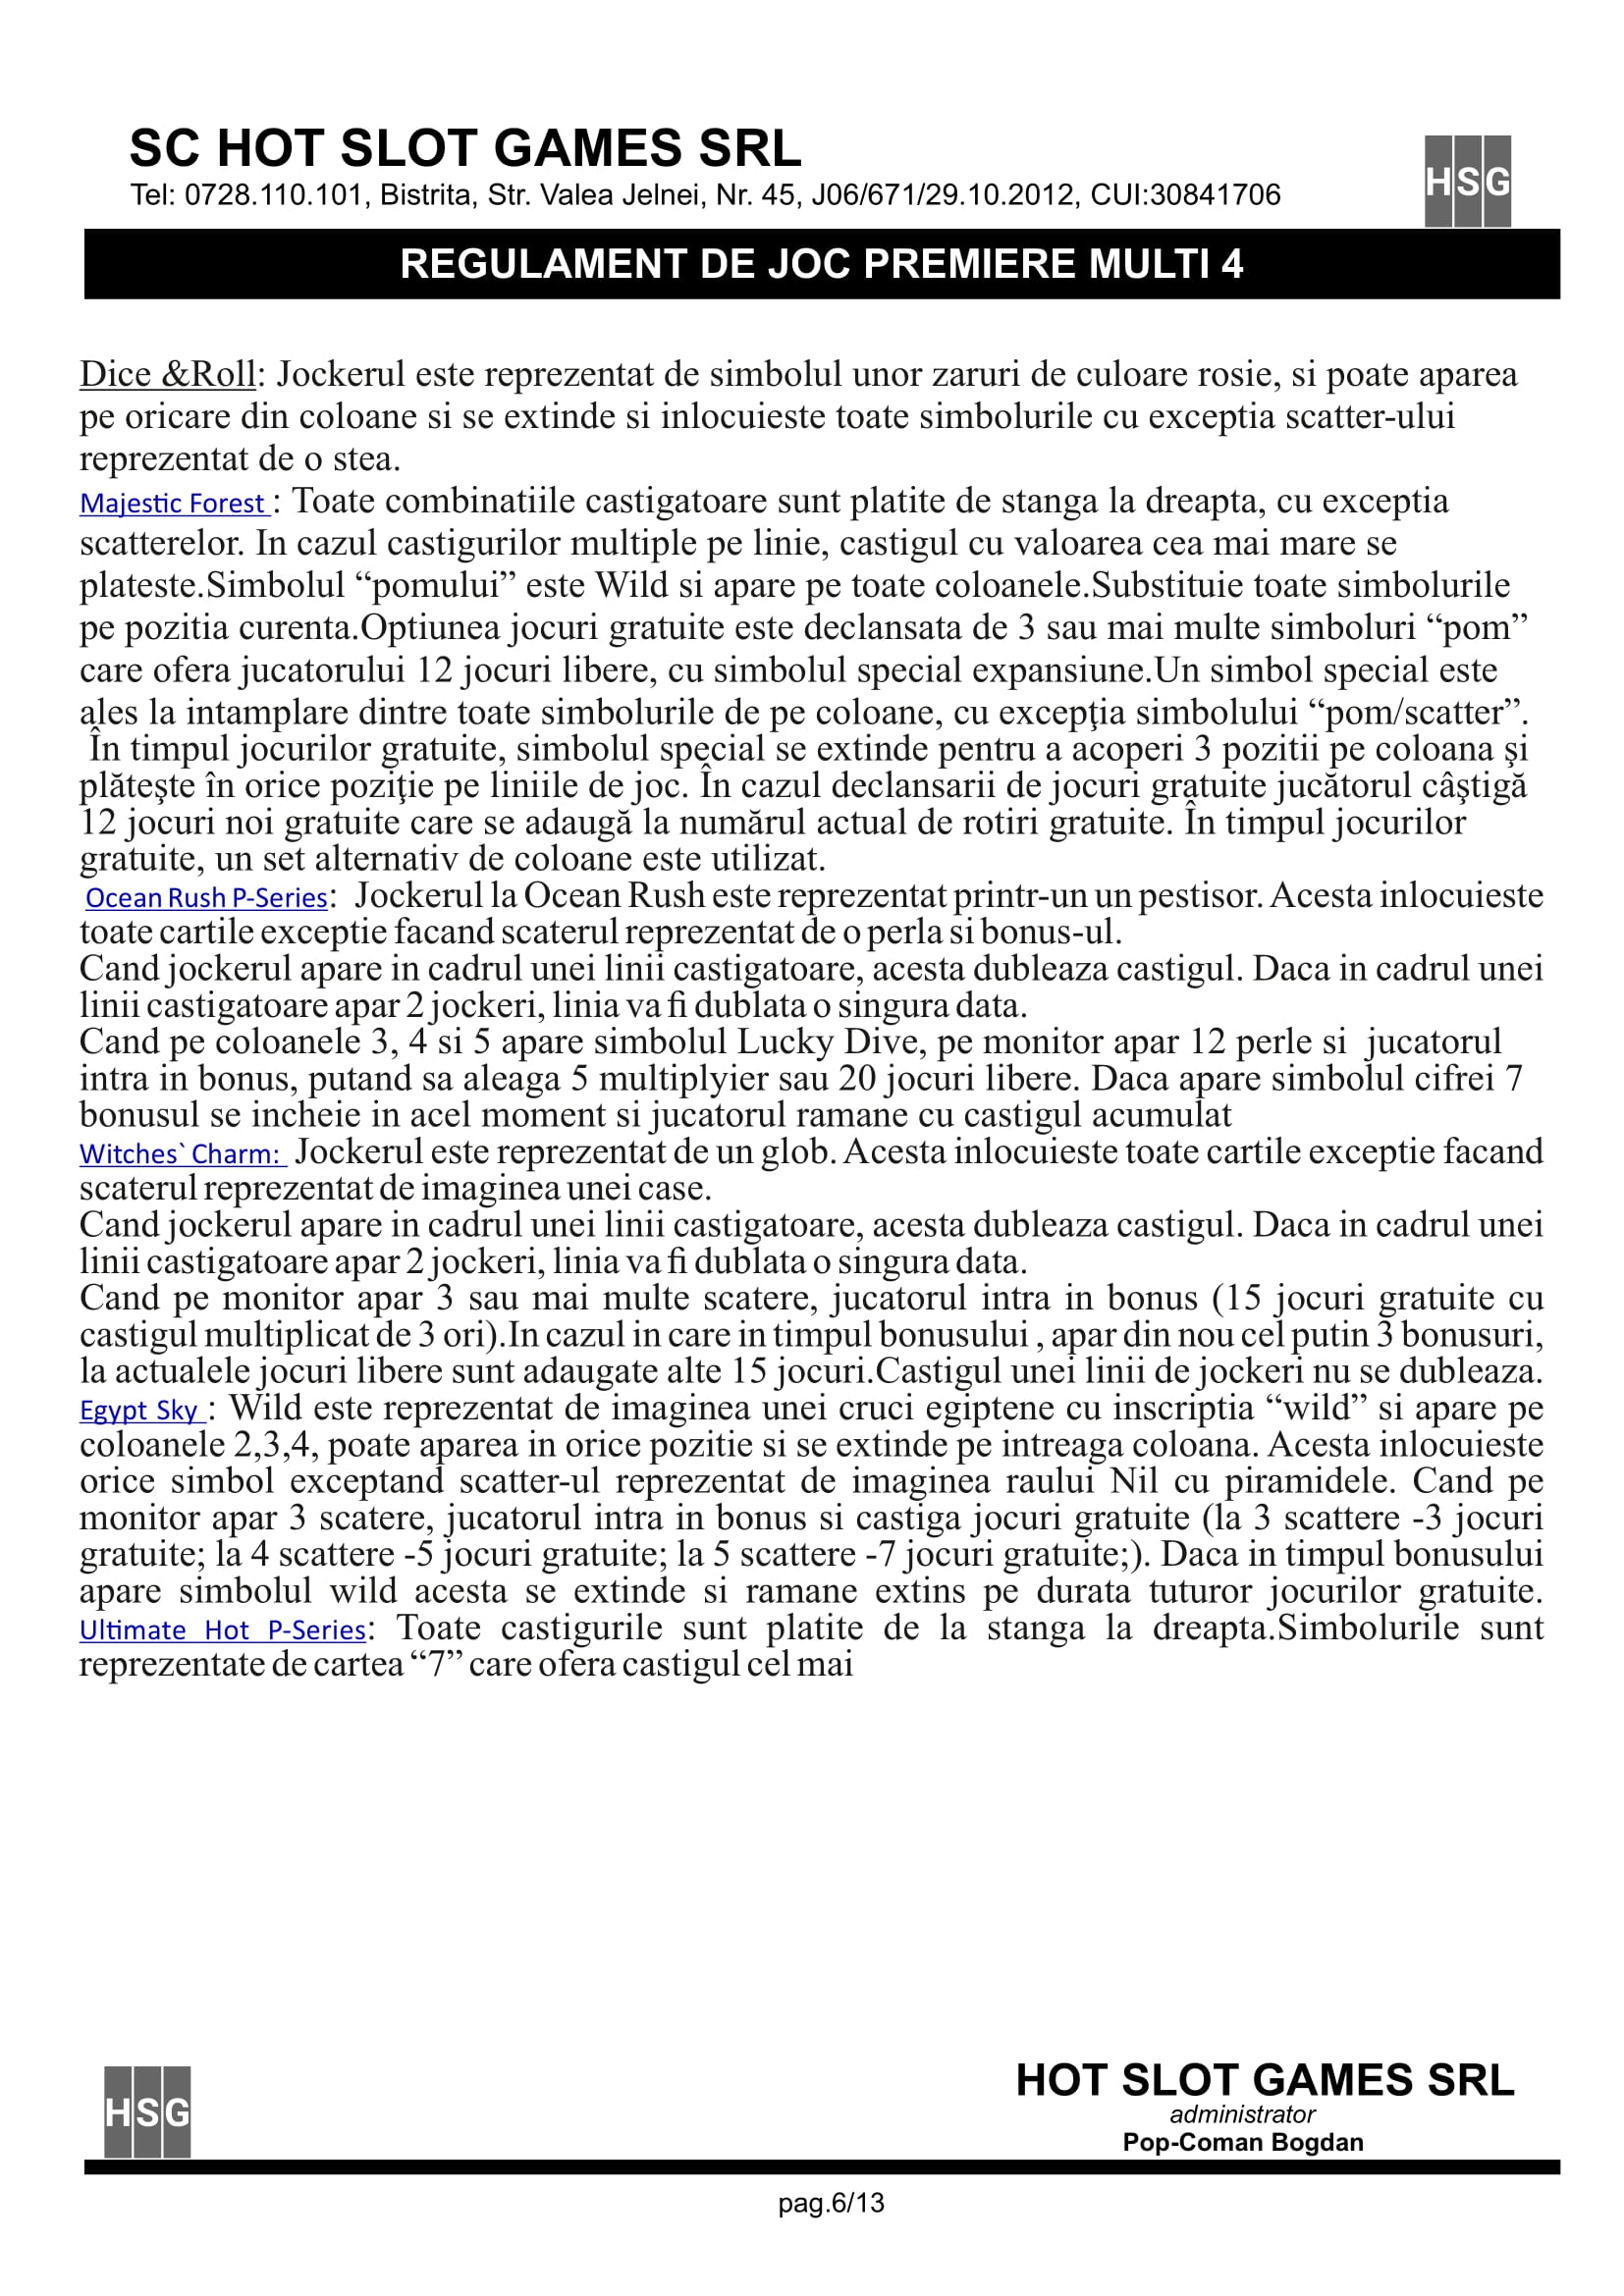 SC HOT SLOT GAMES SRL
Tel: 0728.110.101, Bistrita, Str. Valea Jelnei, Nr. 45, J06/671/29.10.2012, CUI:30841706
HSG
REGULAMENT DE JOC PREMIERE MULTI 4
Dice &Roll: Jockerul este reprezentat de simbolul unor zaruri de culoare rosie, si poate aparea
pe oricare din coloane si se extinde si inlocuieste toate simbolurile cu exceptia scatter-ului
reprezentat de o stea.
Majestic Forest : Toate combinatiile castigatoare sunt platite de stanga la dreapta, cu exceptia
scatterelor. In cazul castigurilor multiple pe linie, castigul cu valoarea cea mai mare se
plateste.Simbolul “pomului” este Wild si apare pe toate coloanele.Substituie toate simbolurile
pe pozitia curenta.Optiunea jocuri gratuite este declansata de 3 sau mai multe simboluri “pom”
care ofera jucatorului 12 jocuri libere, cu simbolul special expansiune.Un simbol special este
ales la intamplare dintre toate simbolurile de pe coloane, cu excepţia simbolului “pom/scatter”.
În timpul jocurilor gratuite, simbolul special se extinde pentru a acoperi 3 pozitii pe coloana şi
plăteşte în orice poziţie pe liniile de joc. În cazul declansarii de jocuri gratuite jucătorul câştigă
12 jocuri noi gratuite care se adaugă la numărul actual de rotiri gratuite. În timpul jocurilor
gratuite, un set alternativ de coloane este utilizat.
Ocean Rush P-Series: Jockerul la Ocean Rush este reprezentat printr-un un pestisor. Acesta inlocuieste
toate cartile exceptie facand scaterul reprezentat de o perla si bonus-ul.
Cand jockerul apare in cadrul unei linii castigatoare, acesta dubleaza castigul. Daca in cadrul unei
linii castigatoare apar 2 jockeri, linia va fi dublata o singura data.
Cand pe coloanele 3, 4 si 5 apare simbolul Lucky Dive, pe monitor apar 12 perle si jucatorul
intra in bonus, putand sa aleaga 5 multiplyier sau 20 jocuri libere. Daca apare simbolul cifrei 7
bonusul se incheie in acel moment si jucatorul ramane cu castigul acumulat
Witches` Charm: Jockerul este reprezentat de un glob. Acesta inlocuieste toate cartile exceptie facand
scaterul reprezentat de imaginea unei case.
Cand jockerul apare in cadrul unei linii castigatoare, acesta dubleaza castigul. Daca in cadrul unei
linii castigatoare apar 2 jockeri, linia va fi dublata o singura data.
Cand pe monitor apar 3 sau mai multe scatere, jucatorul intra in bonus (15 jocuri gratuite cu
castigul multiplicat de 3 ori).In cazul in care in timpul bonusului , apar din nou cel putin 3 bonusuri,
la actualele jocuri libere sunt adaugate alte 15 jocuri.Castigul unei linii de jockeri nu se dubleaza.
Egypt Sky : Wild este reprezentat de imaginea unei cruci egiptene cu inscriptia “wild” si apare pe
coloanele 2,3,4, poate aparea in orice pozitie si se extinde pe intreaga coloana. Acesta inlocuieste
orice simbol exceptand scatter-ul reprezentat de imaginea raului Nil cu piramidele. Cand pe
monitor apar 3 scatere, jucatorul intra in bonus si castiga jocuri gratuite (la 3 scattere -3 jocuri
gratuite; la 4 scattere -5 jocuri gratuite; la 5 scattere -7 jocuri gratuite;). Daca in timpul bonusului
apare simbolul wild acesta se extinde si ramane extins pe durata tuturor jocurilor gratuite.
Ultimate Hot P-Series: Toate castigurile sunt platite de la stanga la dreapta.Simbolurile sunt
reprezentate de cartea “7” care ofera castigul cel mai
HSG
HOT SLOT GAMES SRL
administrator
Pop-Coman Bogdan
pag.6/13